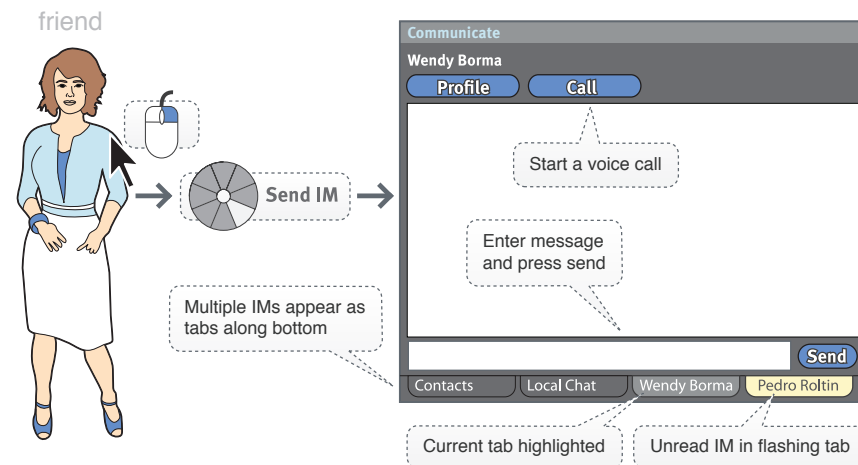 friend
Communicate
Wendy Borma
Profile
Call
Start a voice call
Send IM
Enter message
and press send
Multiple IMs appear as
tabs along bottom
Send
Contacts
Local Chat
Wendy Borma
Pedro Roltin
Current tab highlighted
Unread IM in flashing tab